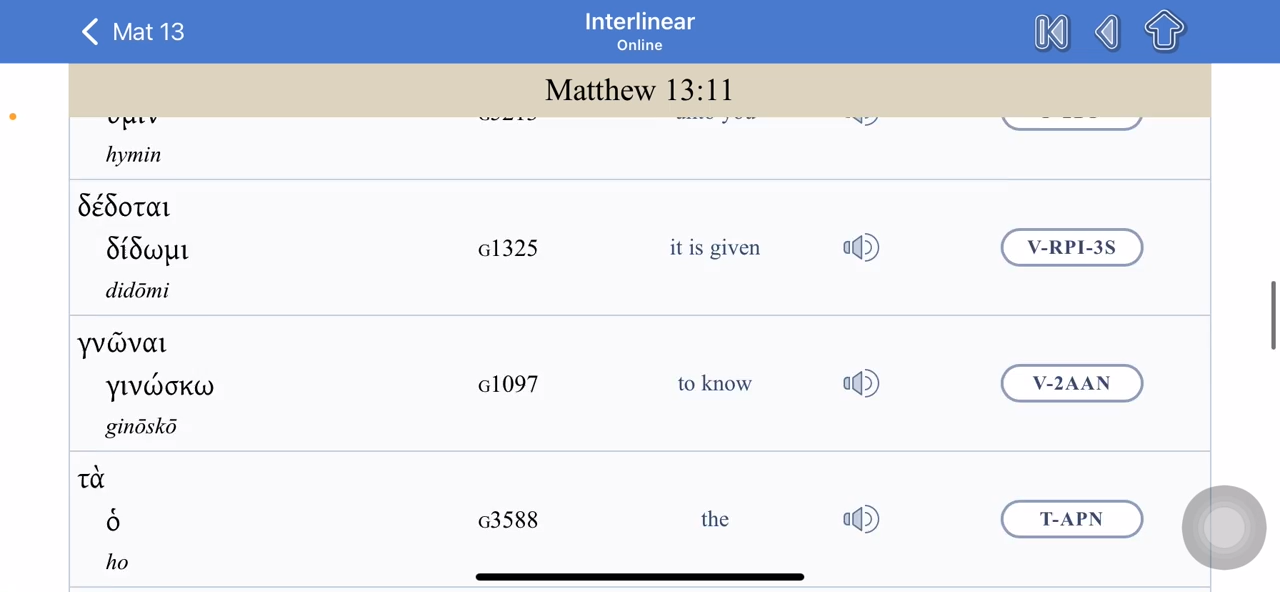 Mat 13
Interlinear
Online
Matthew 13:11
hymin
δέδοται
δίδωμι G1325 it is given V-RPI-3S
didōmi
γνῶναι
γινώσκω G1097 to know V-2AAN
ginōskō
τὰ
ὁ G3588 the T-APN
ho